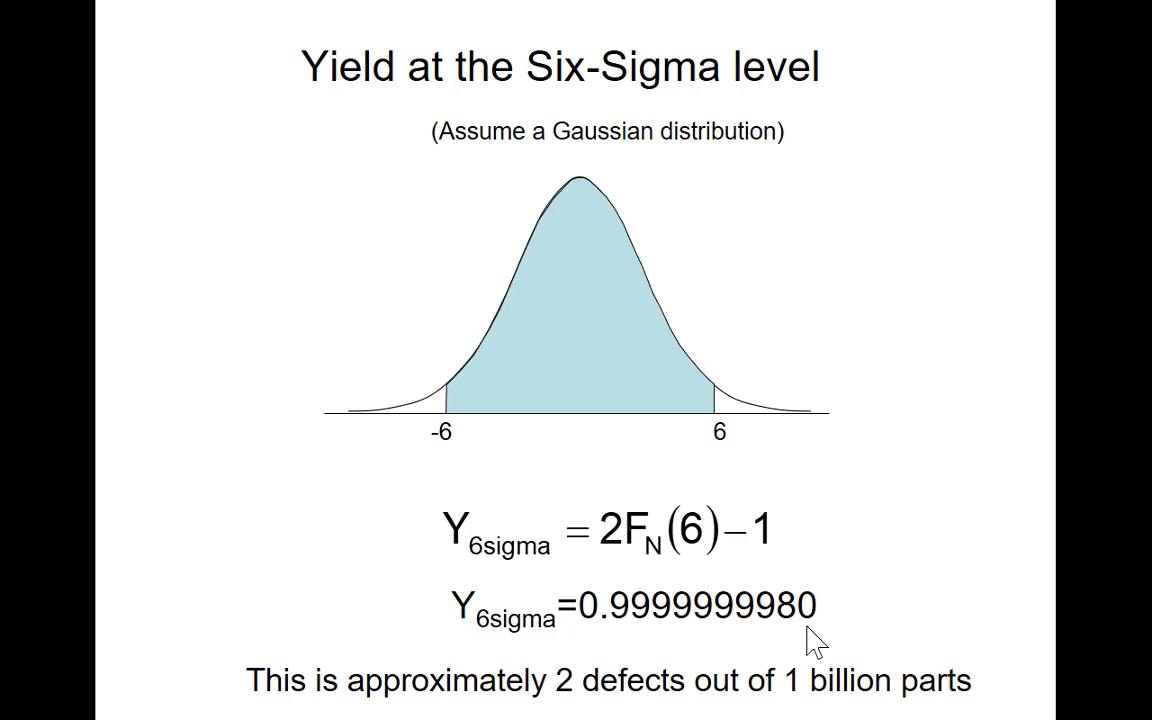 Yield at the Six-Sigma level
(Assume a Gaussian distribution)
-6 6
Y6sigma = 2FN(6)−1
Y6sigma=0.9999999980
This is approximately 2 defects out of 1 billion parts